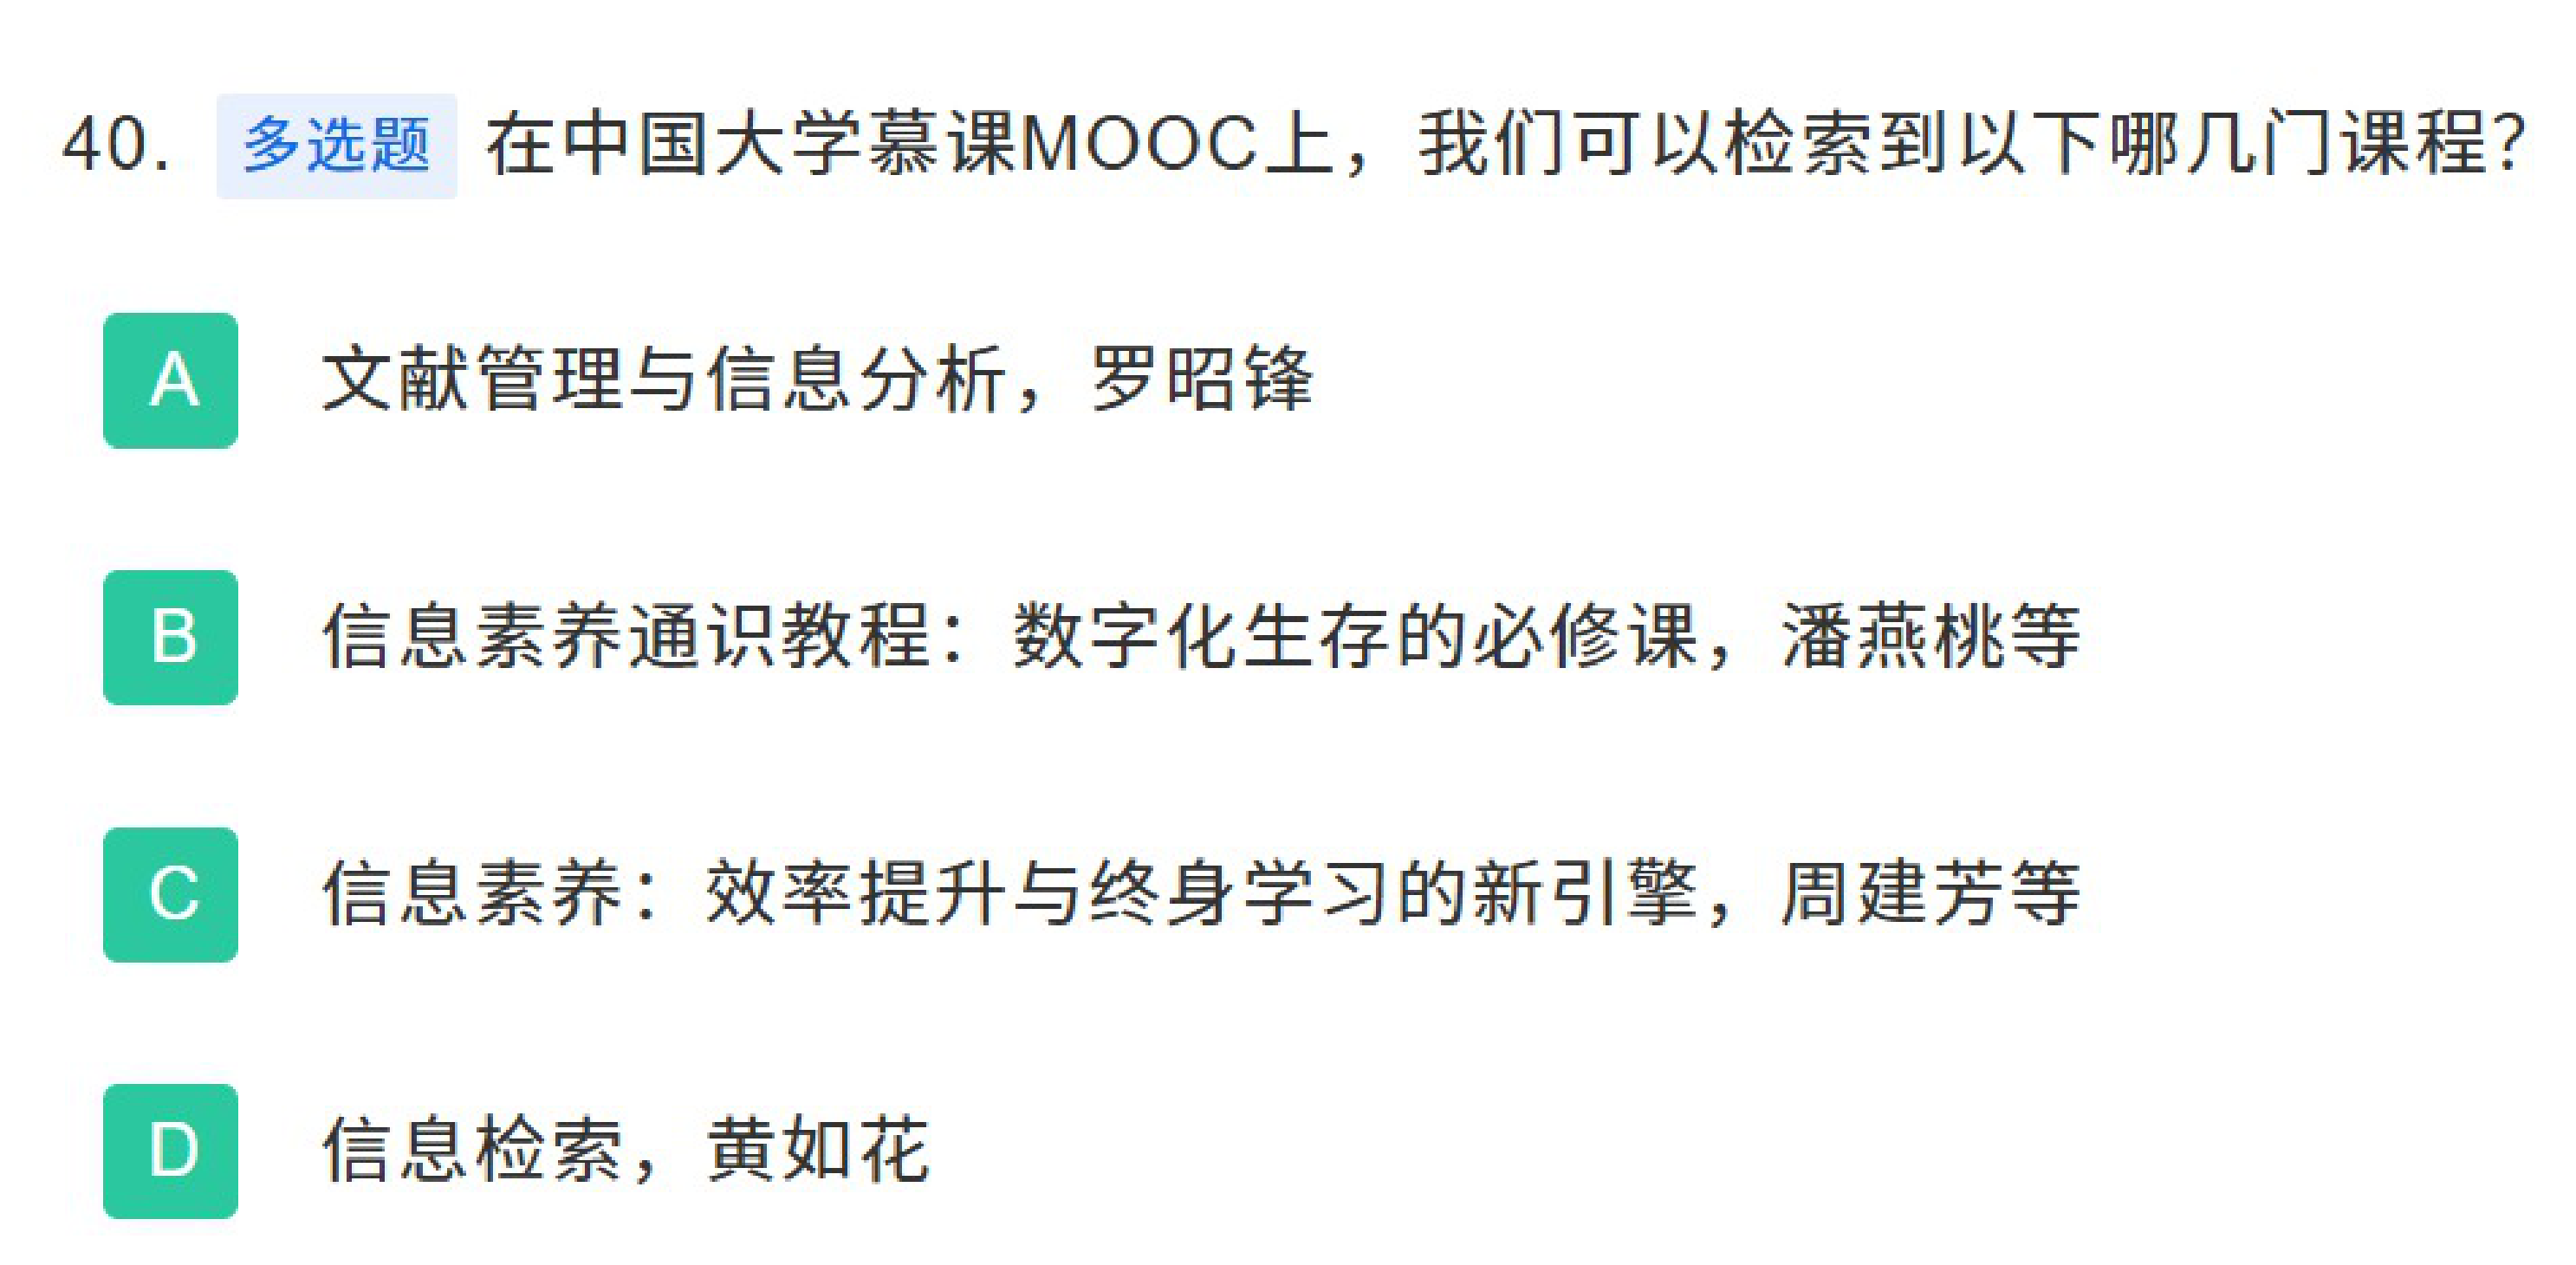 40. 多选题 在中国大学慕课MOOC上，我们可以检索到以下哪几门课程?
A 文献管理与信息分析，罗昭锋
B 信息素养通识教程：数字化生存的必修课，潘燕桃等
C 信息素养：效率提升与终身学习的新引擎，周建芳等
D 信息检索，黄如花